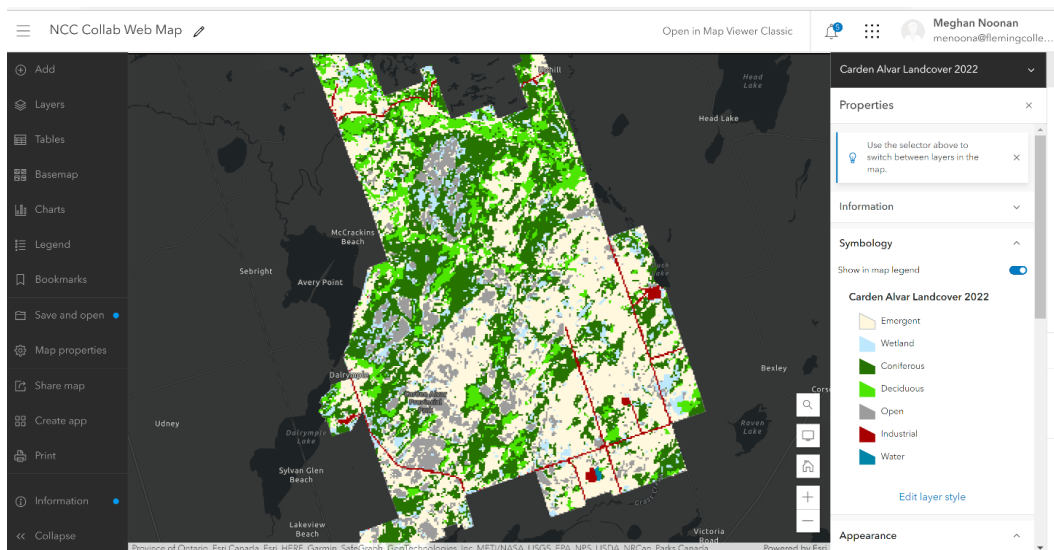 NCC Collab Web Map
Open in Map Viewer Classic
5
Meghan Noonan
menoona@flemingcolle...
Add
Layers
Tables
Basemap
Charts
Legend
Bookmarks
Save and open
Map properties
Share map
Create app
Print
Information
Collapse
Head
Lake
Head Lake
McCrackins
Beach
Sebright
Avery Point
Lake
Dalrymple
Carden Alvar
Provincial
Park
Bexley
Udney
Dalrymple
Lake
Raven
Lake
Sylvan Glen
Beach
Lakeview
Beach
Victoria
Road
Province of Ontario, Esri Canada, Esri, HERE, Garmin, SafeGraph, GeoTechnologies, Inc, METI/NASA, USGS, EPA, NPS, USDA, NRCan, Parks Canada
Powered by Esri
Carden Alvar Landcover 2022
Properties
Use the selector above to
switch between layers in the
map.
Information
Symbology
Show in map legend
Carden Alvar Landcover 2022
Emergent
Wetland
Coniferous
Deciduous
Open
Industrial
Water
Edit layer style
Appearance